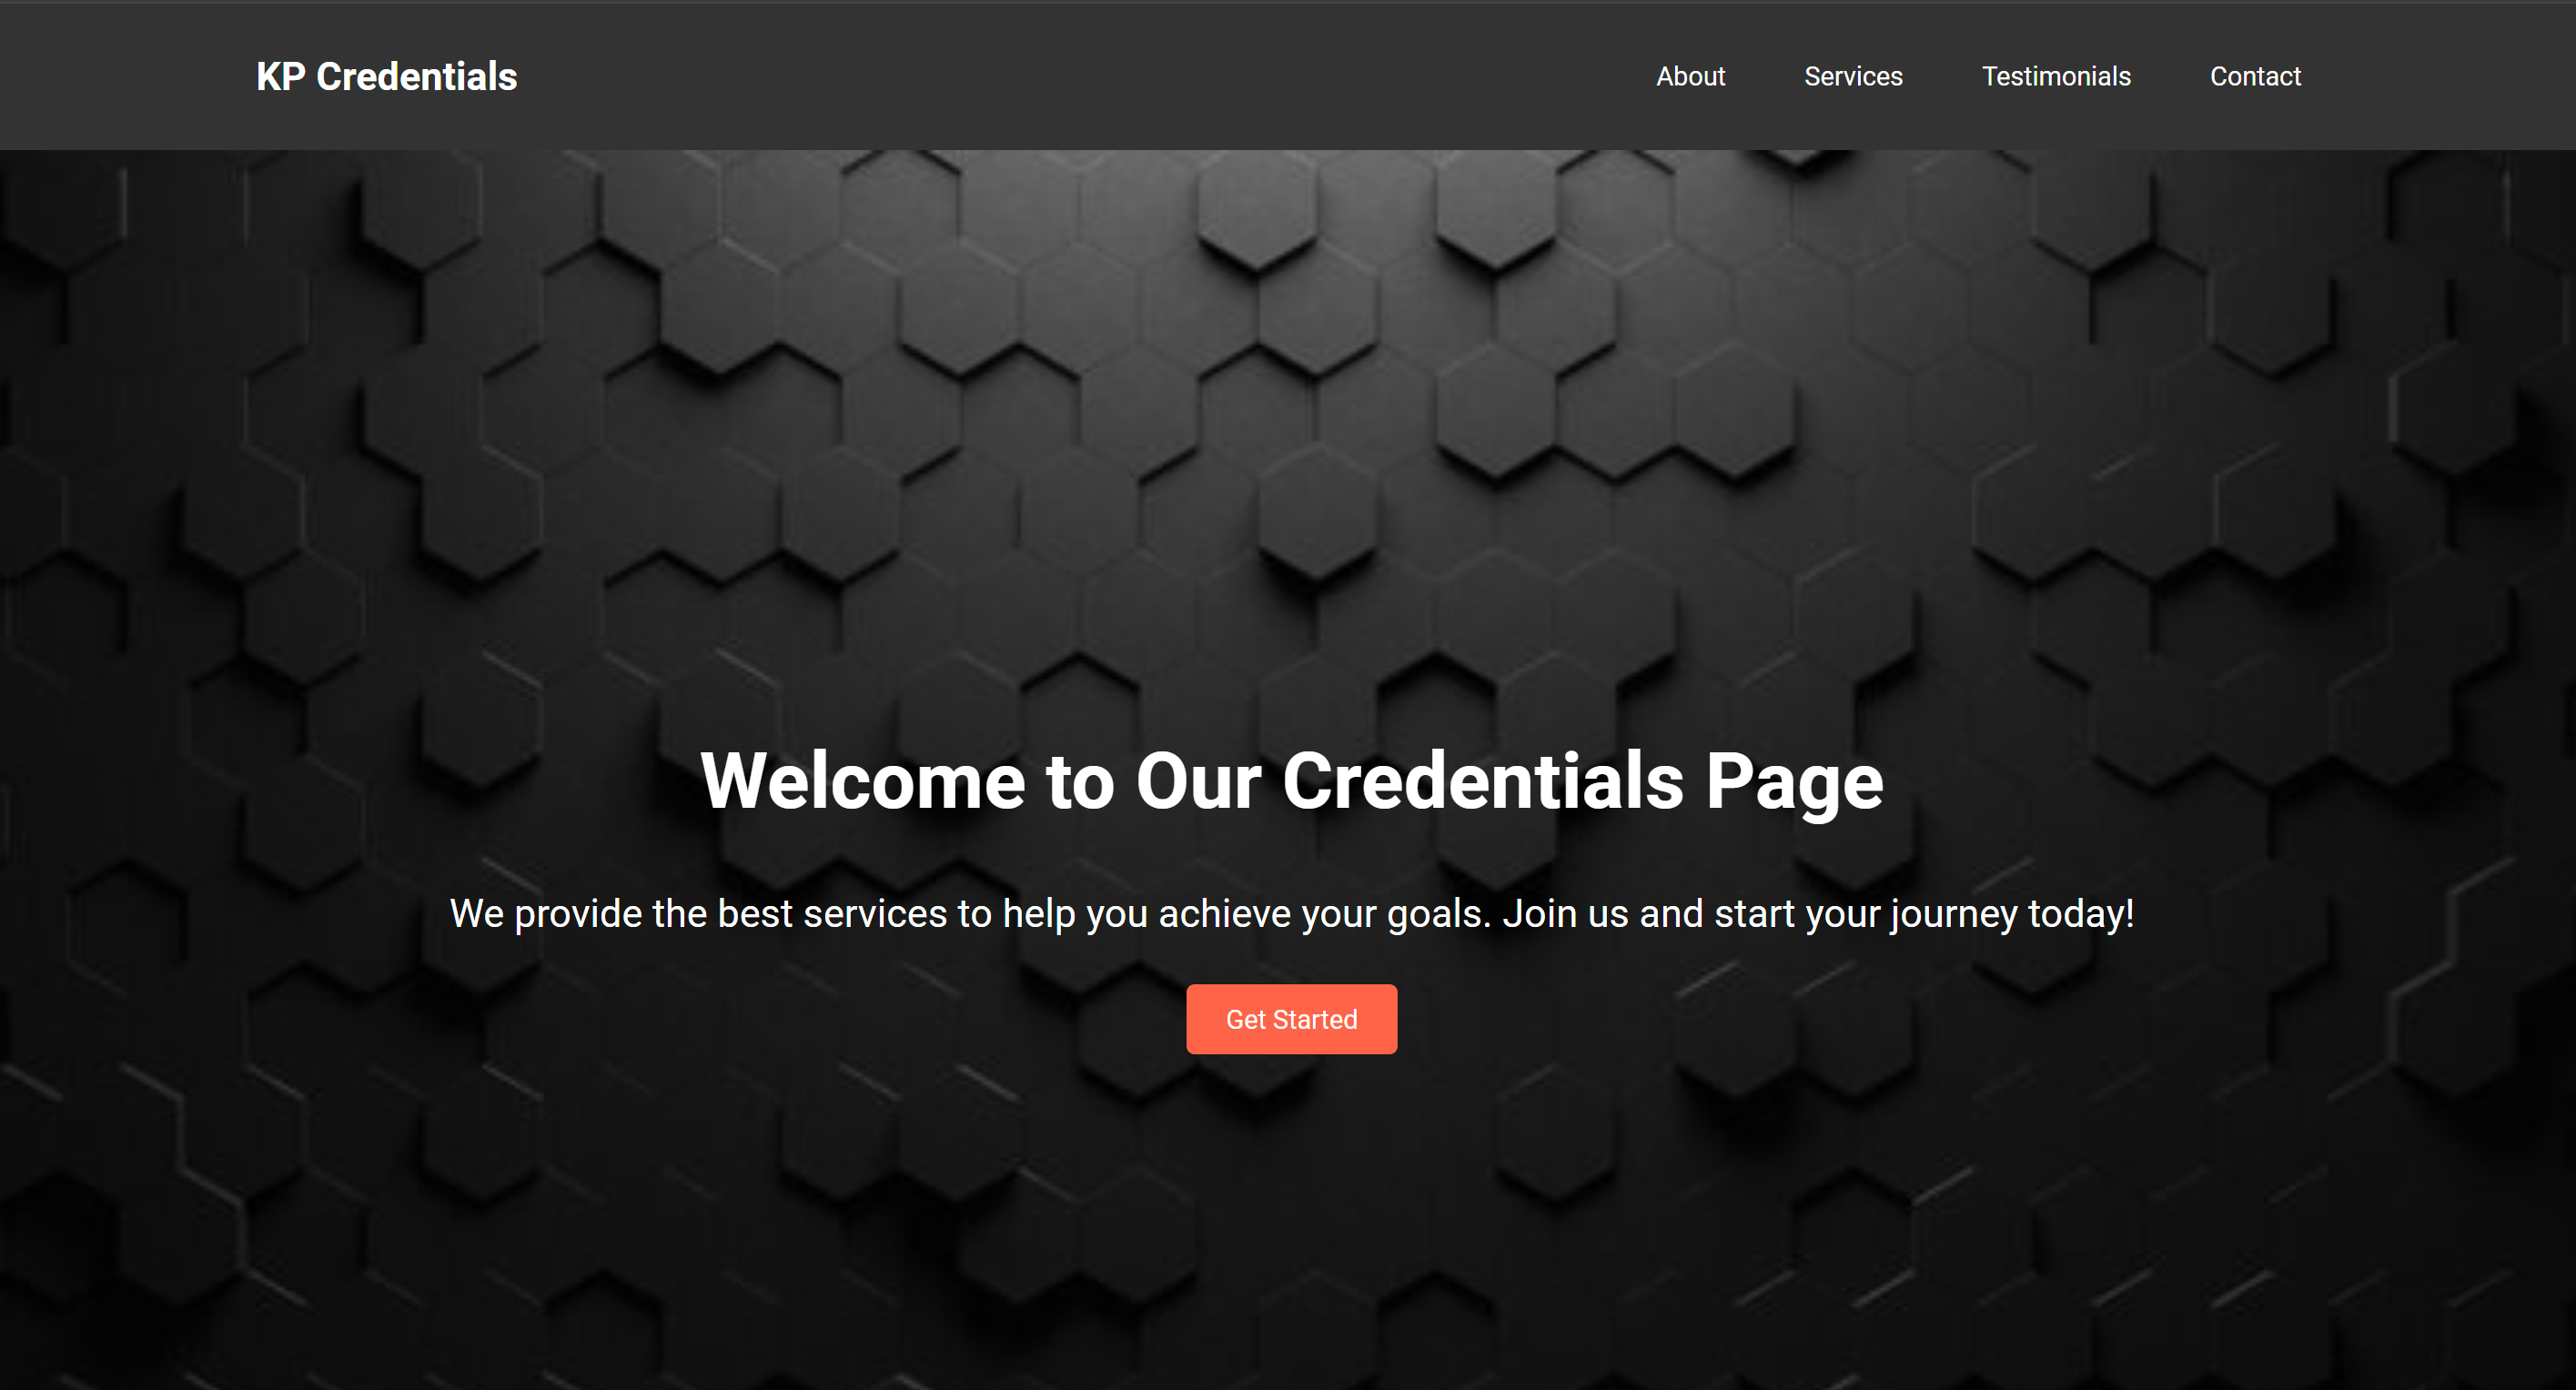 KP Credentials
About Services Testimonials Contact
Welcome to Our Credentials Page
We provide the best services to help you achieve your goals. Join us and start your journey today!
Get Started